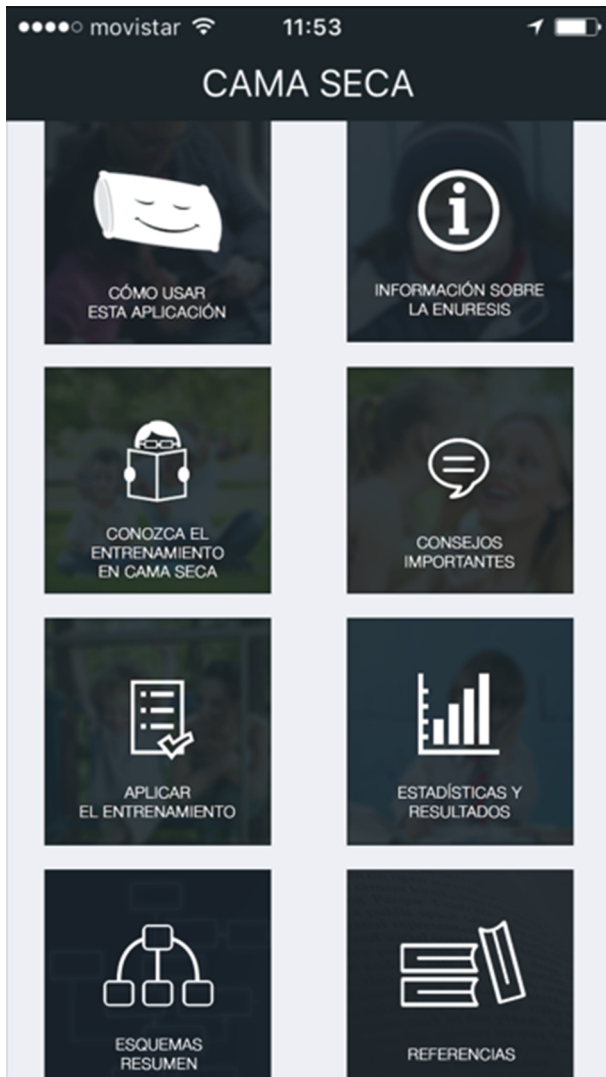 movistar 11:53
CAMA SECA
CÓMO USAR
ESTA APLICACIÓN
INFORMACIÓN SOBRE
LA ENURESIS
CONOZCA EL
ENTRENAMIENTO
EN CAMA SECA
CONSEJOS
IMPORTANTES
APLICAR
EL ENTRENAMIENTO
ESTADÍSTICAS Y
RESULTADOS
ESQUEMAS
RESUMEN
REFERENCIAS